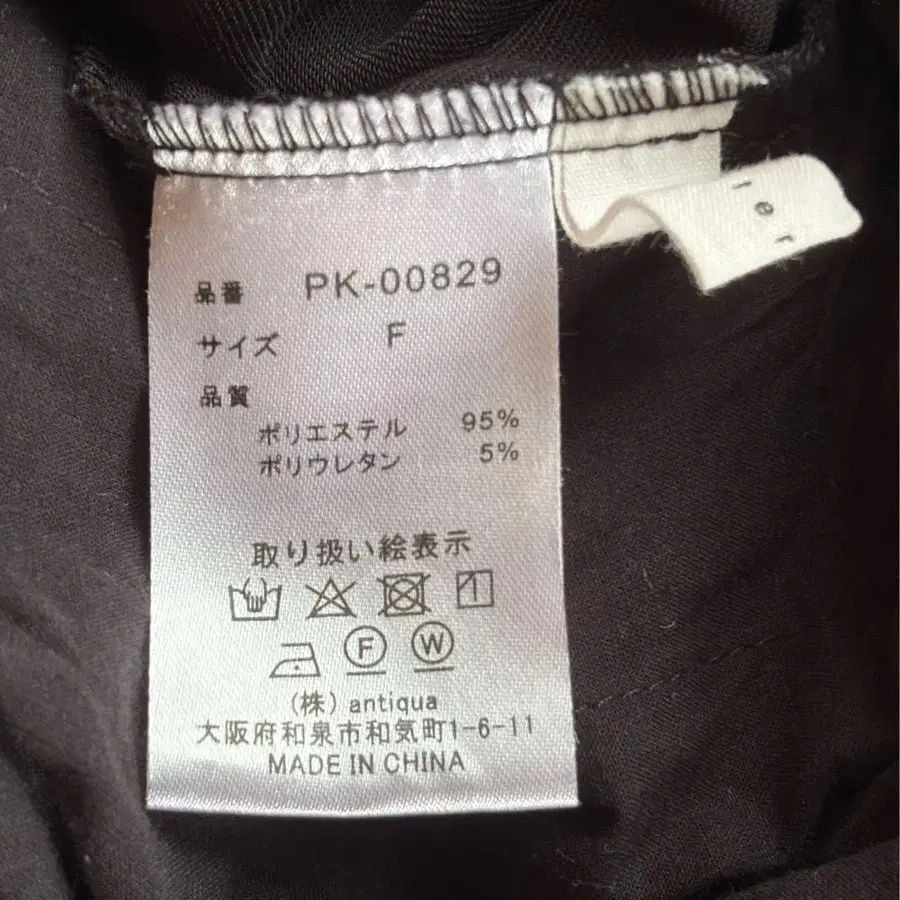 品番 PK-00829
サイズ F
品質
ポリエステル 95%
ポリウレタン 5%
取り扱い絵表示
F W
(株) antiqua
大阪府和泉市和気町1-6-11
MADE IN CHINA
ler